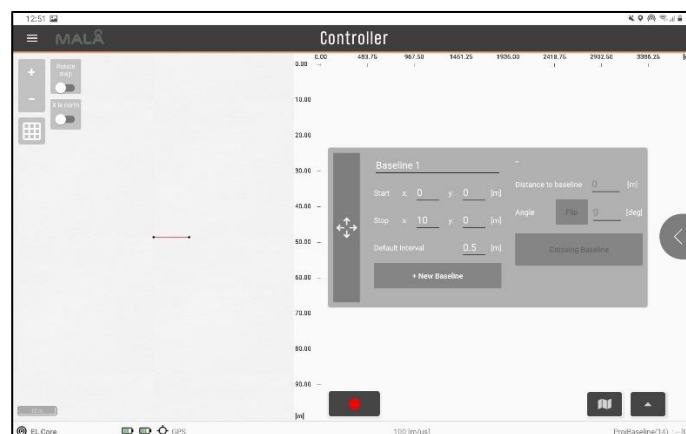 12:51
MALÅ
Controller
Rotate map
X is north
0.00 483.75 967.50 1451.25 1935.00 2418.75 2902.50 3386.25
0.00
10.00
20.00
30.00
40.00
50.00
60.00
70.00
80.00
90.00
[m]
Baseline 1
-
Start x: 0 y: 0 [m]
Distance to baseline 0 [m]
Stop x: 10 y: 0 [m]
Angle Flip 0 [deg]
Default Interval 0.5 [m]
Crossing Baseline
+ New Baseline
EL Core
GPS
100 [m/µs]
ProjBaseline(14)